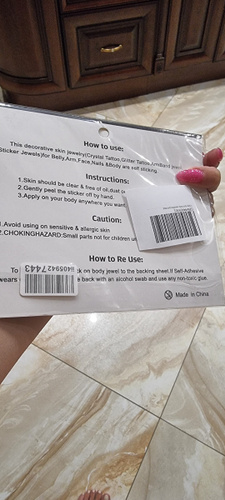 How to use:
This decorative skin jewelry(Crystal Tattoo,Glitter Tattoo,
Sticker Jewels)for Belly,Arm,Face,Nails &Body are self sticking.
Instructions:
1.Skin should be clear & free of oil,dust
2.Gently peel the sticker off by hand.
3.Apply on your body anywhere you want
Caution:
1.Avoid using on sensitive & allergic skin
2.CHOKINGHAZARD:Small parts not for children
How to Re Use:
To ck on body jewel to the backing sheet.If Self-Adhesive
wears back with an alcohol swab and use any non-toxic glue.
Made In China